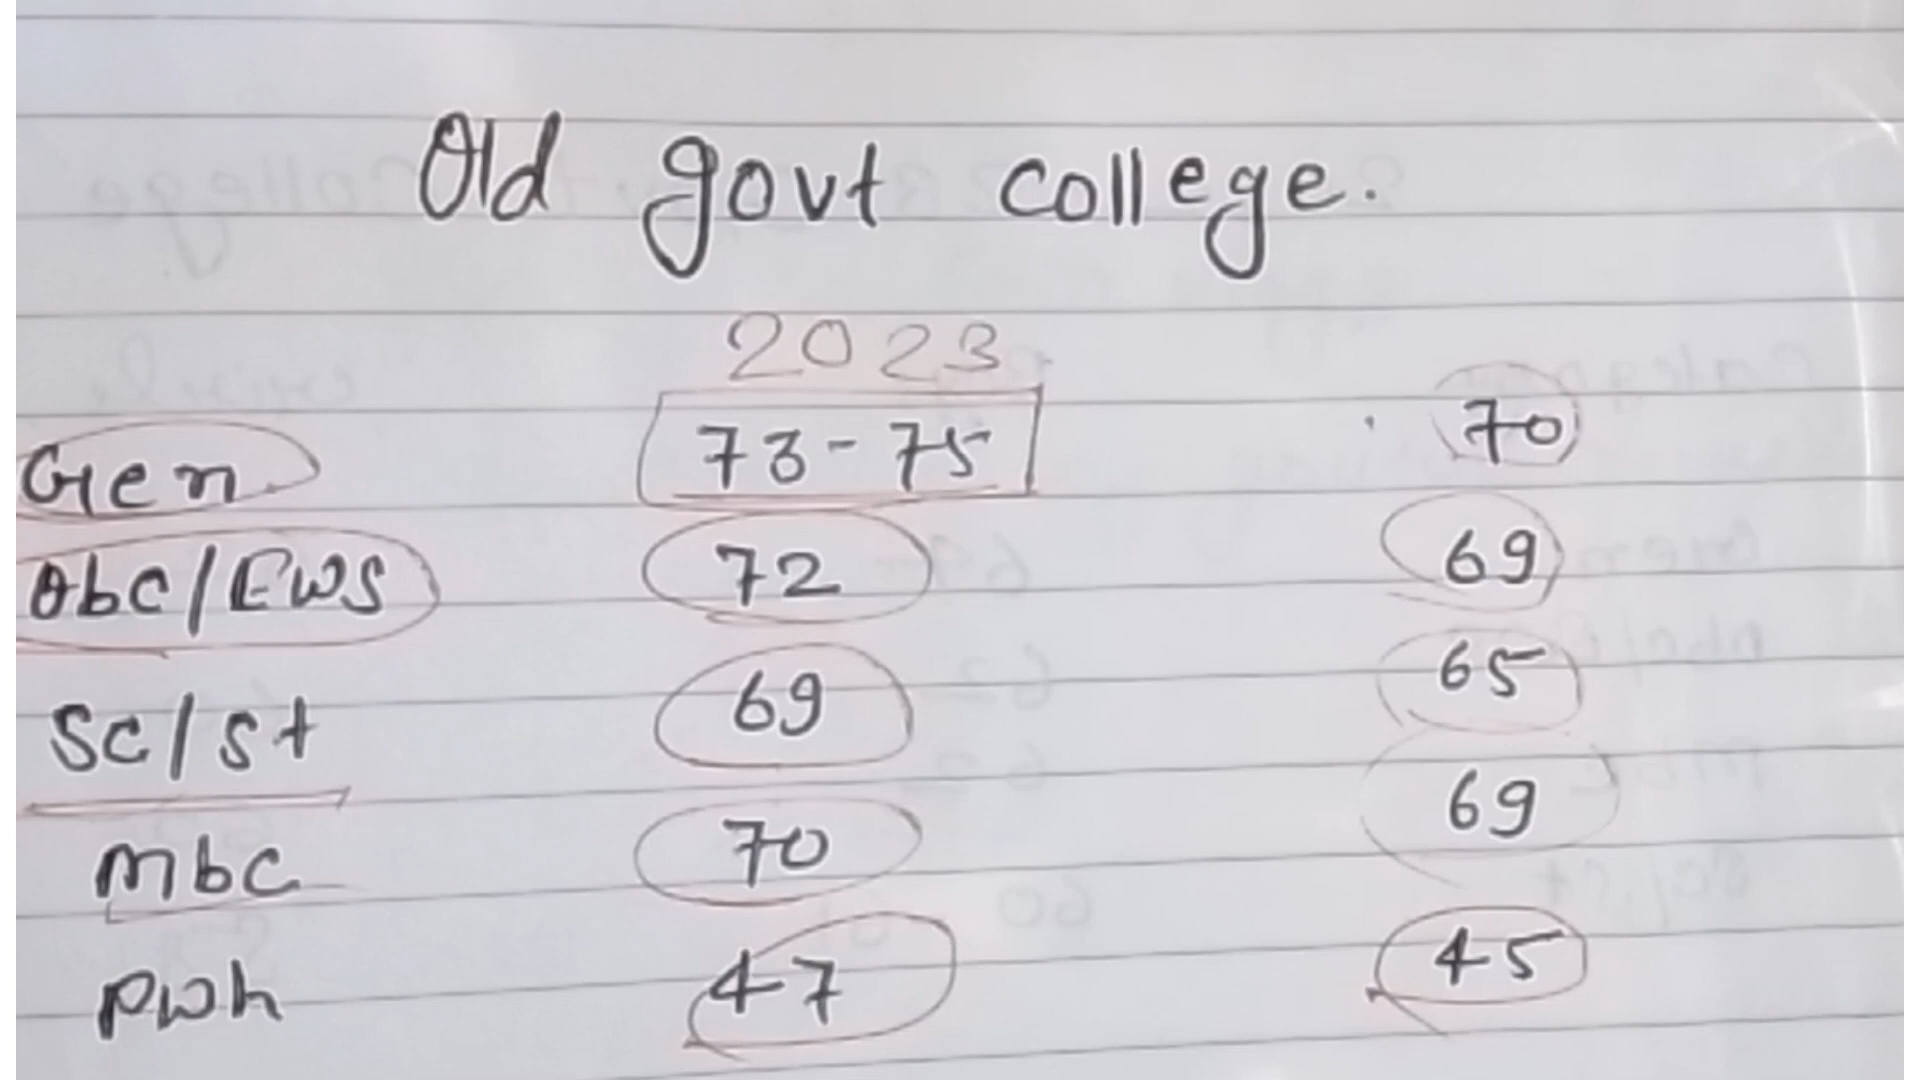 Old govt college.
2023
Gen 73-75 70
Obc/EWS 72 69
Sc/st 69 65
mbc 70 69
pwh 47 45